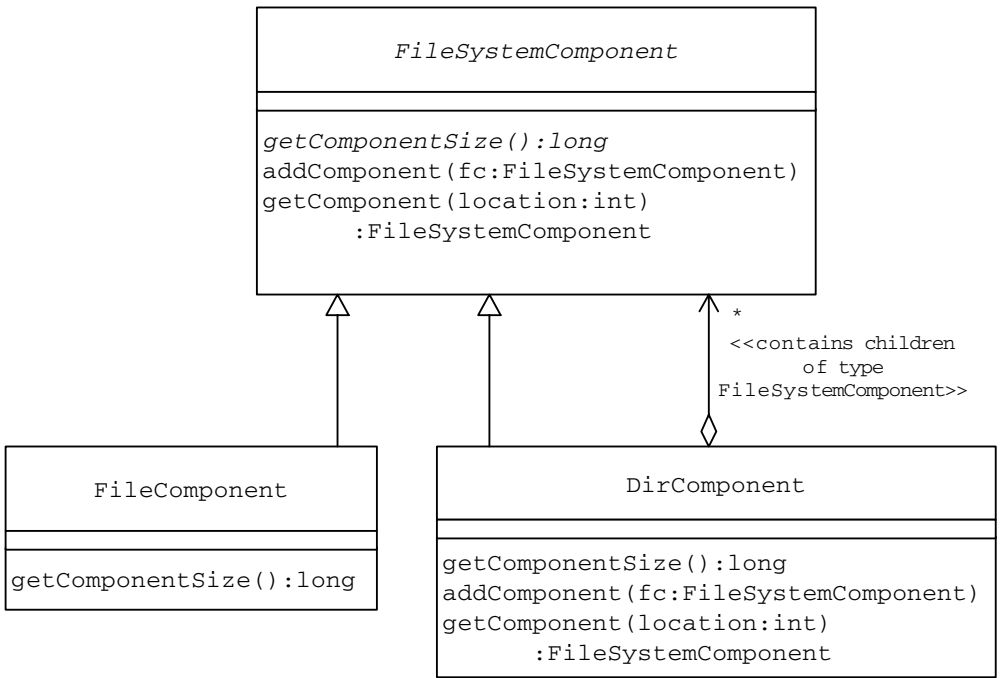 FileSystemComponent
getComponentSize():long
addComponent(fc:FileSystemComponent)
getComponent(location:int)
:FileSystemComponent
*
<<contains children
of type
FileSystemComponent>>
FileComponent
getComponentSize():long
DirComponent
getComponentSize():long
addComponent(fc:FileSystemComponent)
getComponent(location:int)
:FileSystemComponent